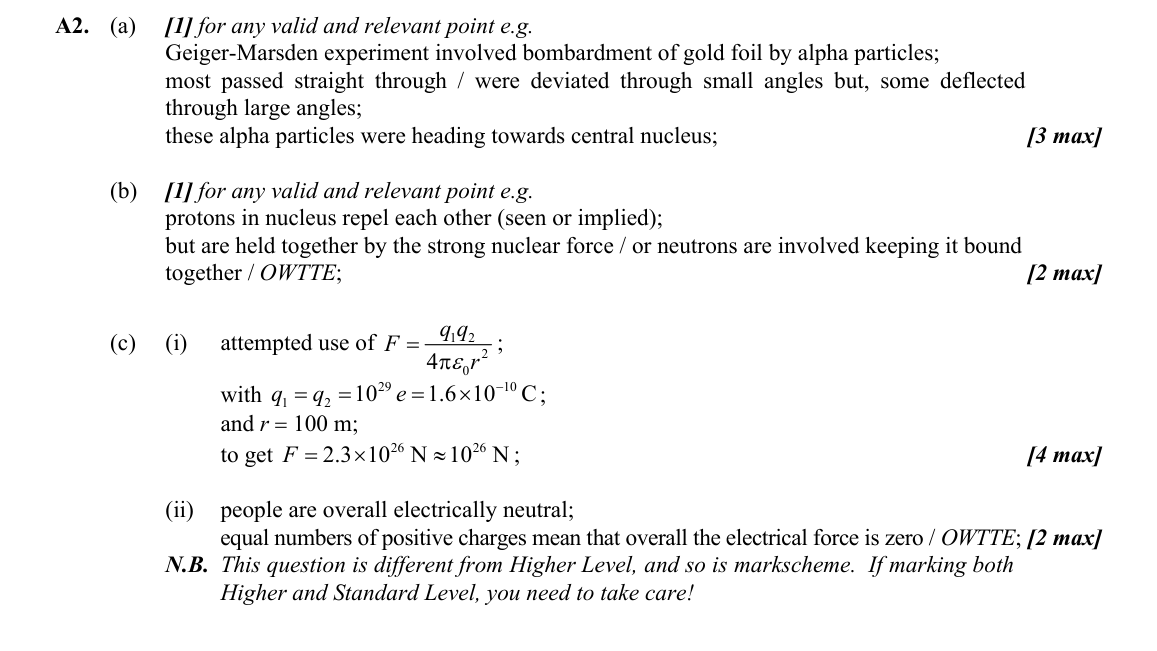 A2. (a) [1] for any valid and relevant point e.g.
Geiger-Marsden experiment involved bombardment of gold foil by alpha particles;
most passed straight through / were deviated through small angles but, some deflected
through large angles;
these alpha particles were heading towards central nucleus; [3 max]
(b) [1] for any valid and relevant point e.g.
protons in nucleus repel each other (seen or implied);
but are held together by the strong nuclear force / or neutrons are involved keeping it bound
together / OWTTE; [2 max]
(c) (i) attempted use of F = q₁q₂ / 4πε₀r² ;
with q₁ = q₂ = 10²⁹ e = 1.6×10⁻¹⁰ C;
and r = 100 m;
to get F = 2.3×10²⁶ N ≈ 10²⁶ N; [4 max]
(ii) people are overall electrically neutral;
equal numbers of positive charges mean that overall the electrical force is zero / OWTTE; [2 max]
N.B. This question is different from Higher Level, and so is markscheme. If marking both
Higher and Standard Level, you need to take care!